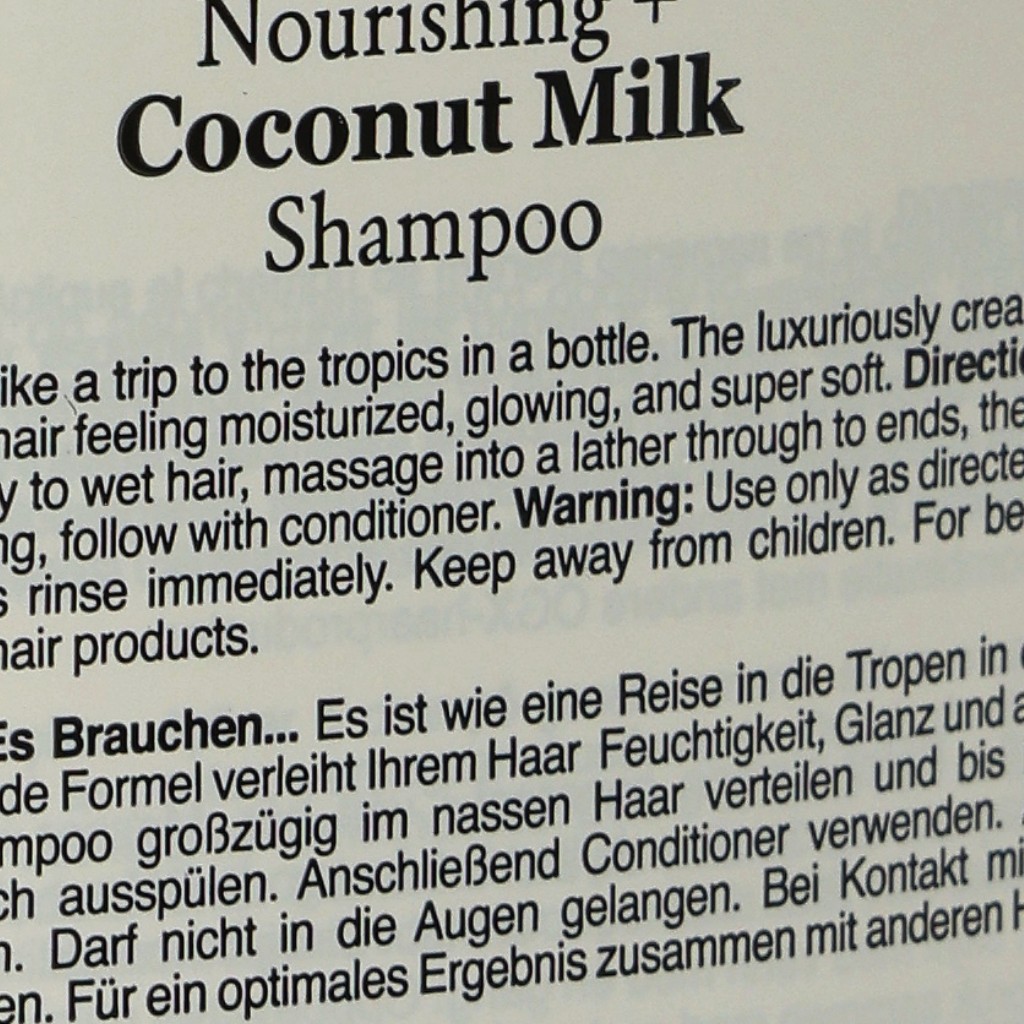 Nourishing +
Coconut Milk
Shampoo
ike a trip to the tropics in a bottle. The luxuriously crea
hair feeling moisturized, glowing, and super soft. Directio
y to wet hair, massage into a lather through to ends, the
ng, follow with conditioner. Warning: Use only as directe
s rinse immediately. Keep away from children. For be
hair products.
Es Brauchen... Es ist wie eine Reise in die Tropen in
de Formel verleiht Ihrem Haar Feuchtigkeit, Glanz und a
mpoo großzügig im nassen Haar verteilen und bis
ch ausspülen. Anschließend Conditioner verwenden.
n. Darf nicht in die Augen gelangen. Bei Kontakt mi
en. Für ein optimales Ergebnis zusammen mit anderen H